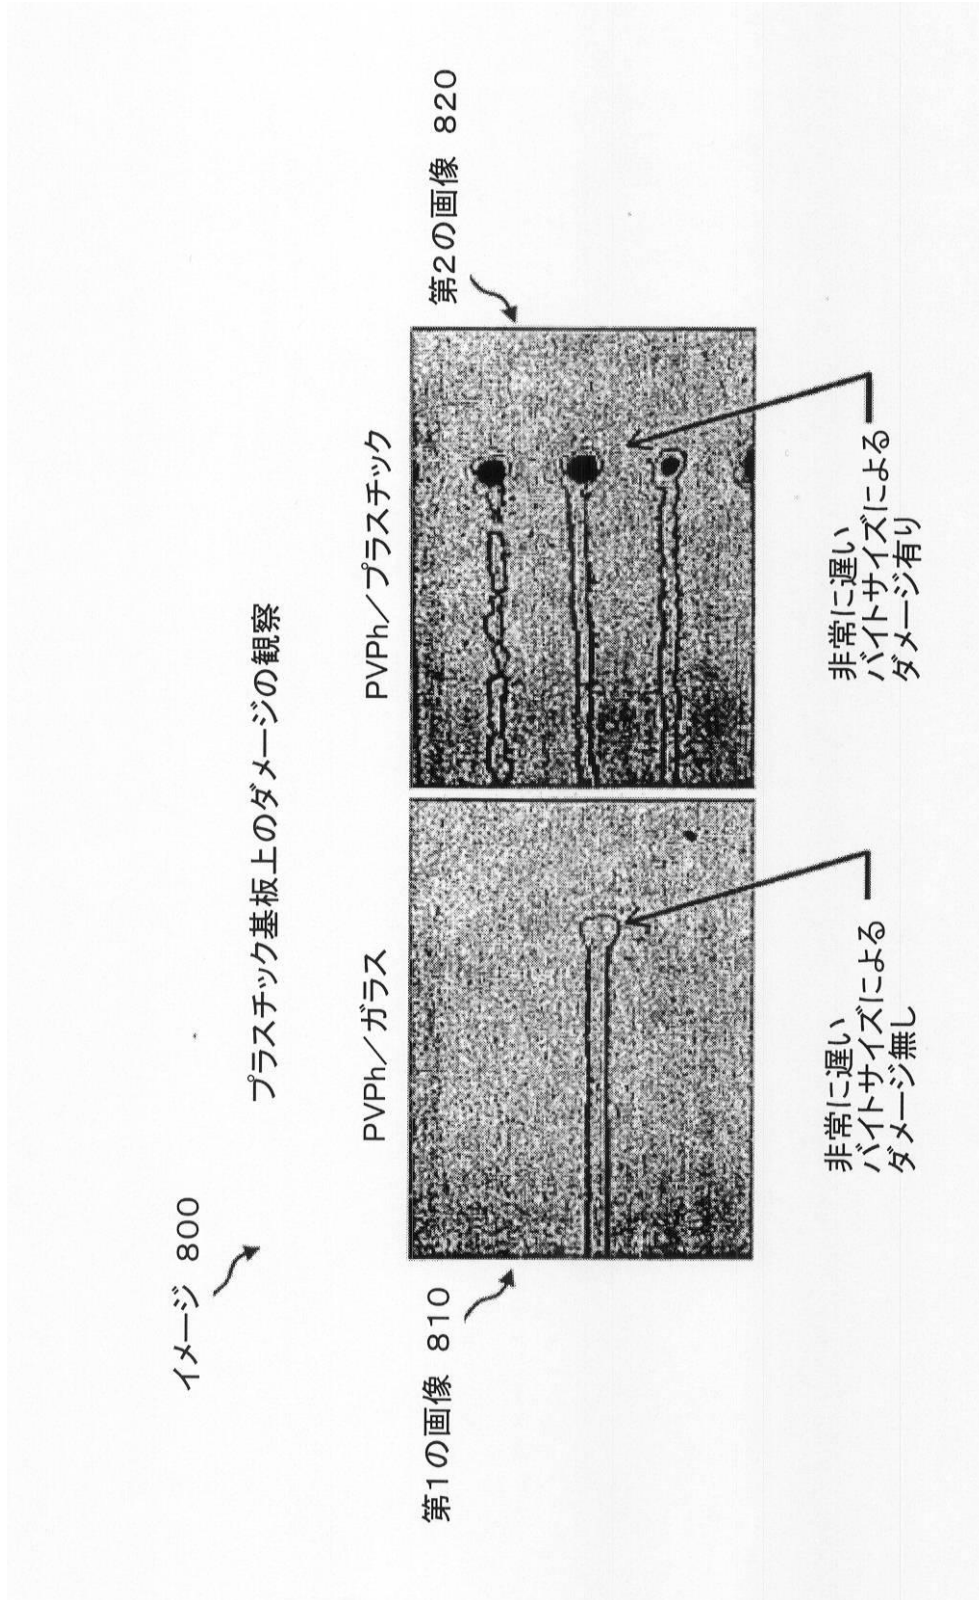 イメージ 800
プラスチック基板上のダメージの観察
第1の画像 810
PVPh／ガラス
PVPh／プラスチック
第2の画像 820
非常に遅い
バイトサイズによる
ダメージ無し
非常に遅い
バイトサイズによる
ダメージ有り